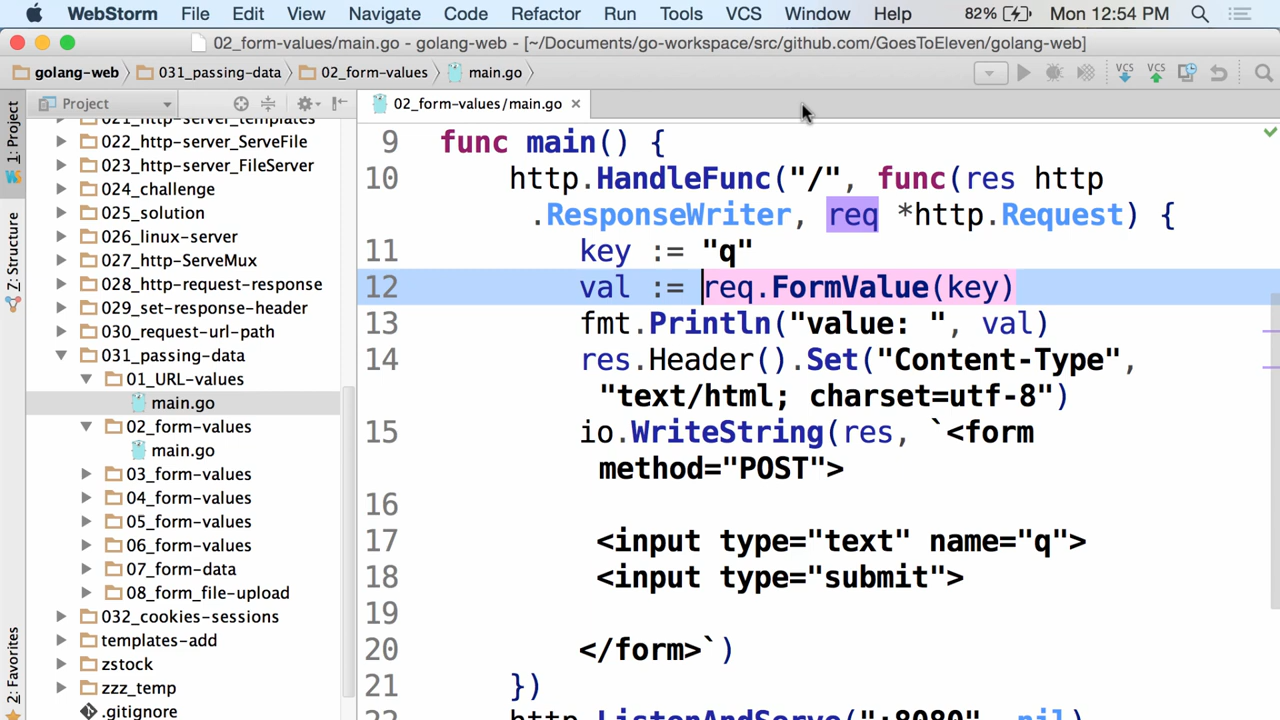 WebStorm File Edit View Navigate Code Refactor Run Tools VCS Window Help 82% Mon 12:54 PM
02_form-values/main.go - golang-web - [~/Documents/go-workspace/src/github.com/GoesToEleven/golang-web]
golang-web 031_passing-data 02_form-values main.go VCS VCS
1: Project
7: Structure
2: Favorites
Project
021_http-server_templates
022_http-server_ServeFile
023_http-server_FileServer
024_challenge
025_solution
026_linux-server
027_http-ServeMux
028_http-request-response
029_set-response-header
030_request-url-path
031_passing-data
01_URL-values
main.go
02_form-values
main.go
03_form-values
04_form-values
05_form-values
06_form-values
07_form-data
08_form_file-upload
032_cookies-sessions
templates-add
zstock
zzz_temp
.gitignore
02_form-values/main.go
9 func main() {
10 http.HandleFunc("/", func(res http
.ResponseWriter, req *http.Request) {
11 key := "q"
12 val := req.FormValue(key)
13 fmt.Println("value: ", val)
14 res.Header().Set("Content-Type",
"text/html; charset=utf-8")
15 io.WriteString(res, `<form
method="POST">
16
17 <input type="text" name="q">
18 <input type="submit">
19
20 </form>`)
21 })
22 http.ListenAndServe(":8080", nil)